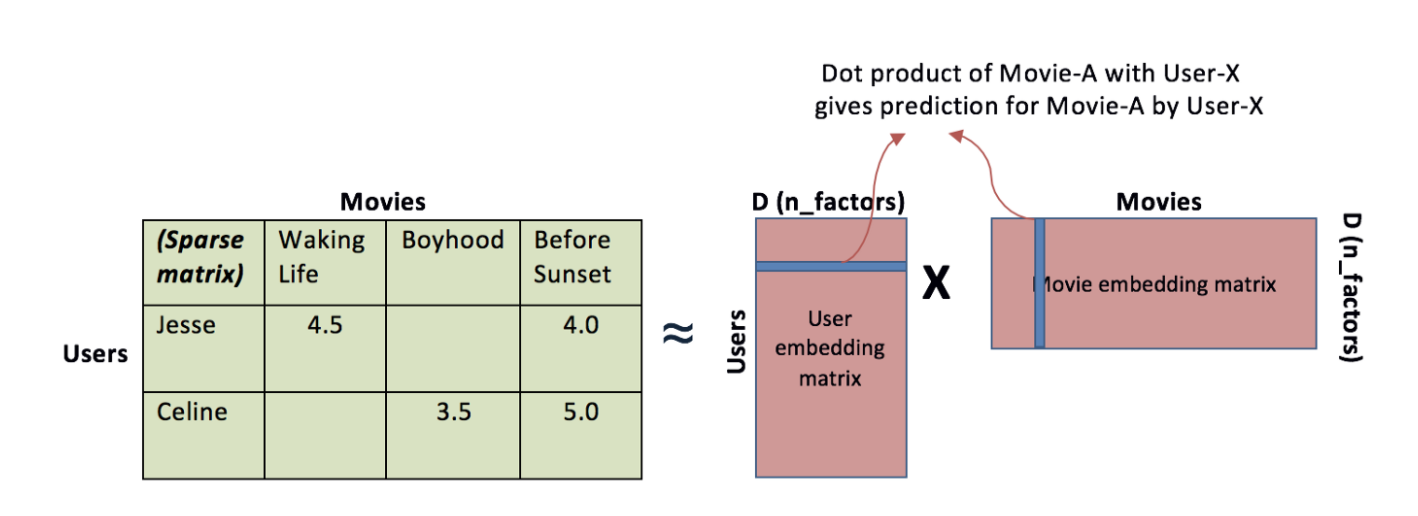 Dot product of Movie-A with User-X
gives prediction for Movie-A by User-X
Movies
(Sparse matrix) Waking Life Boyhood Before Sunset
Jesse 4.5 4.0
Users
Celine 3.5 5.0
≈
D (n_factors)
Users
User
embedding
matrix
X
Movies
Movie embedding matrix
D (n_factors)